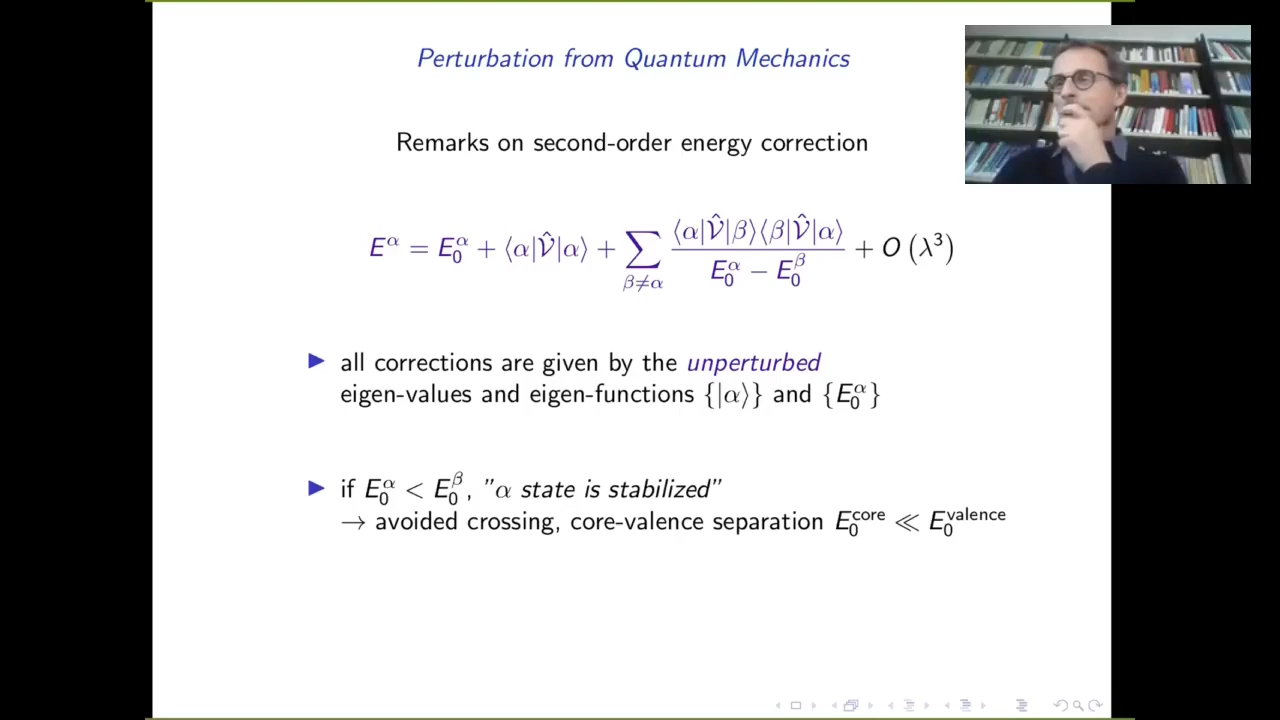 Perturbation from Quantum Mechanics
Remarks on second-order energy correction
E^α = E_0^α + ⟨α|V̂|α⟩ + ∑_{β≠α} ⟨α|V̂|β⟩⟨β|V̂|α⟩ / (E_0^α − E_0^β) + O(λ³)
▶ all corrections are given by the unperturbed
eigen-values and eigen-functions {|α⟩} and {E_0^α}
▶ if E_0^α < E_0^β, "α state is stabilized"
→ avoided crossing, core-valence separation E_0^core ≪ E_0^valence